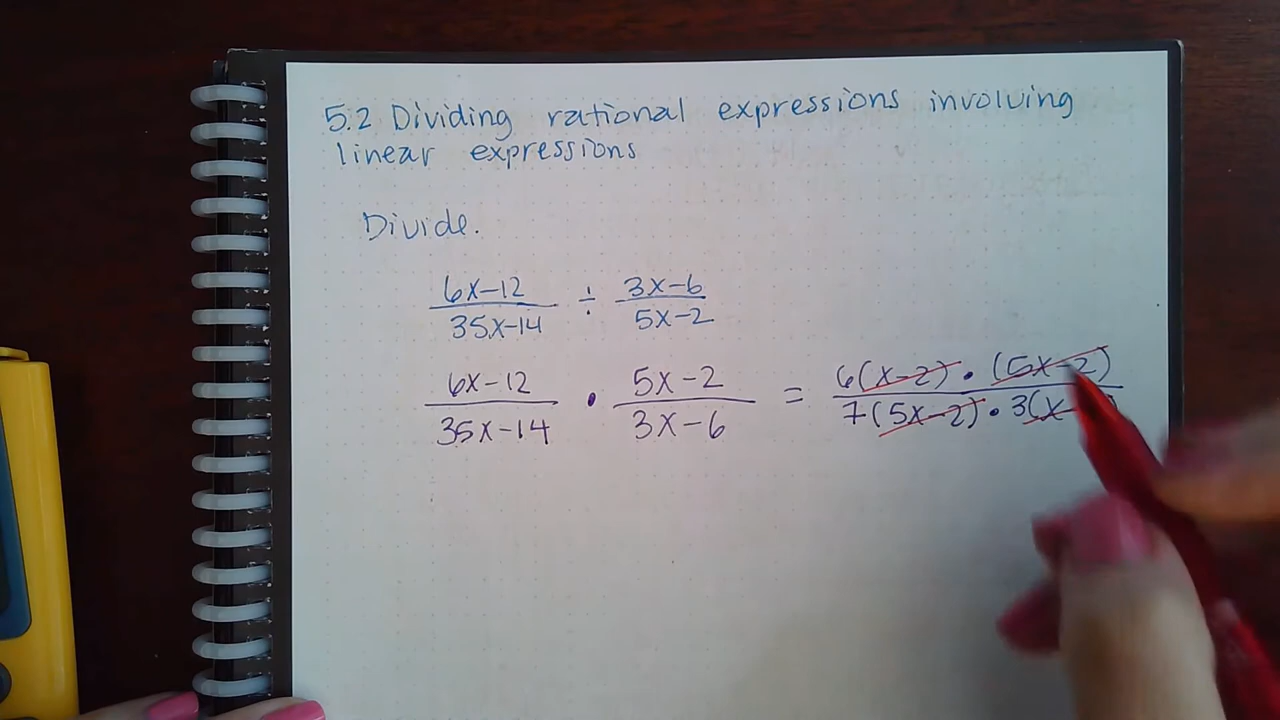 5.2 Dividing rational expressions involving
linear expressions
Divide.
6x-12 / 35x-14 ÷ 3x-6 / 5x-2
6x-12 / 35x-14 • 5x-2 / 3x-6 = 6(x-2) • (5x-2) / 7(5x-2) • 3(x-